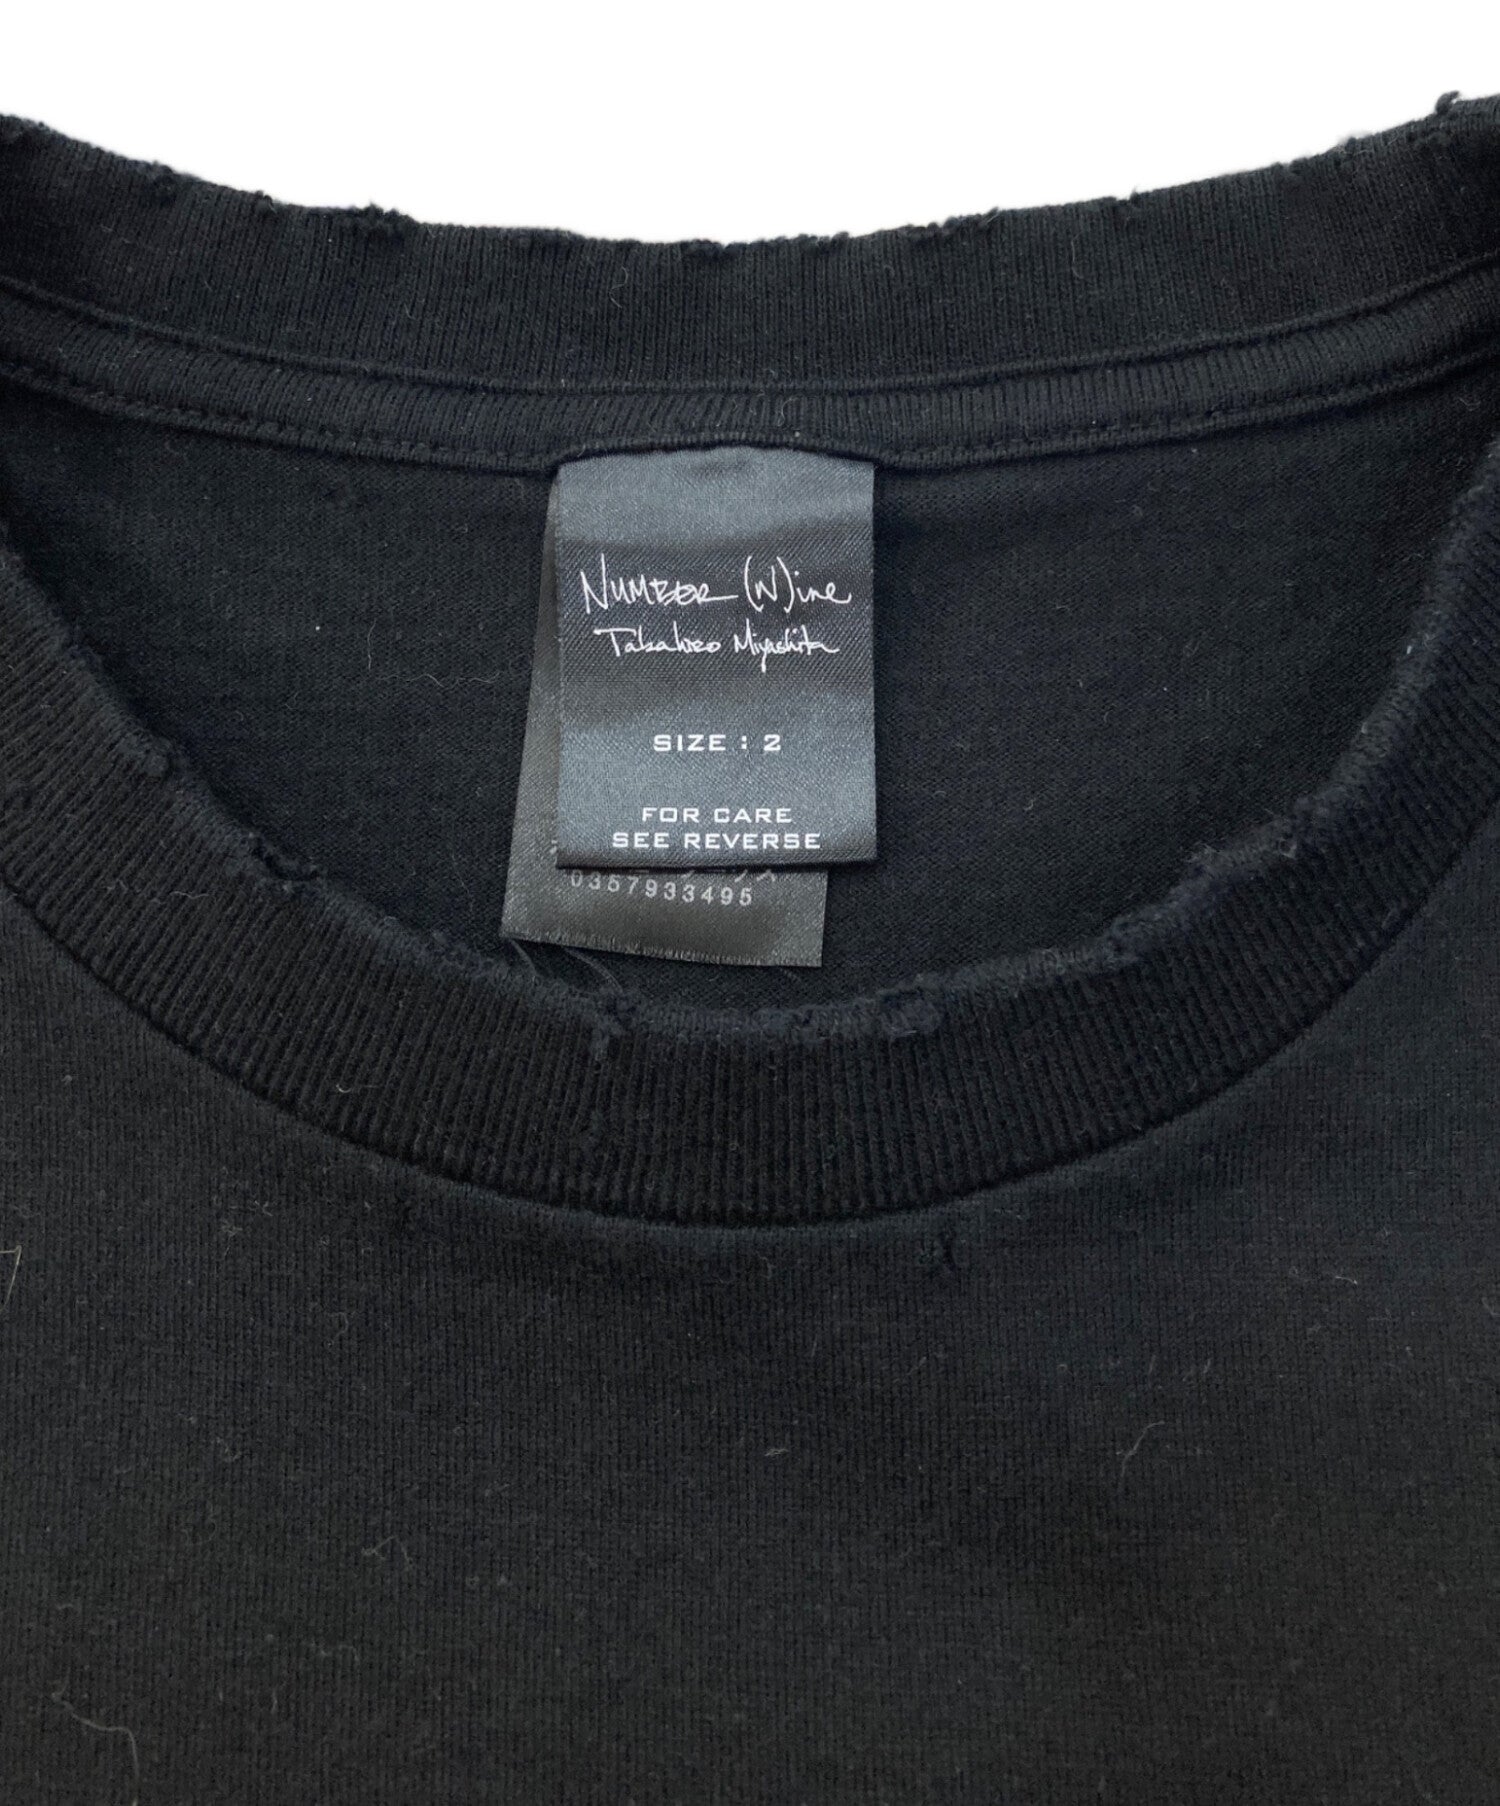 NUMBER (N)ine
Takahiro Miyashita
SIZE : 2
FOR CARE
SEE REVERSE
0357933495